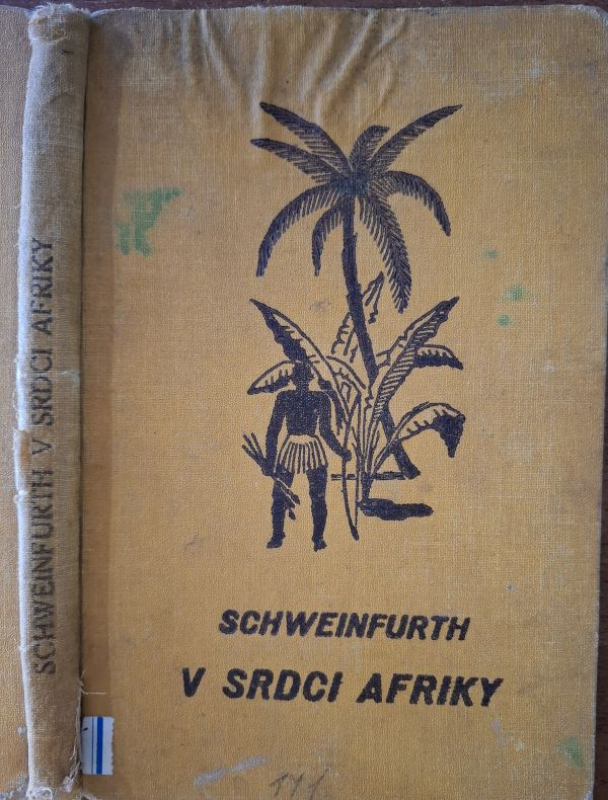 SCHWEINFURTH V SRDCI AFRIKY
SCHWEINFURTH
V SRDCI AFRIKY